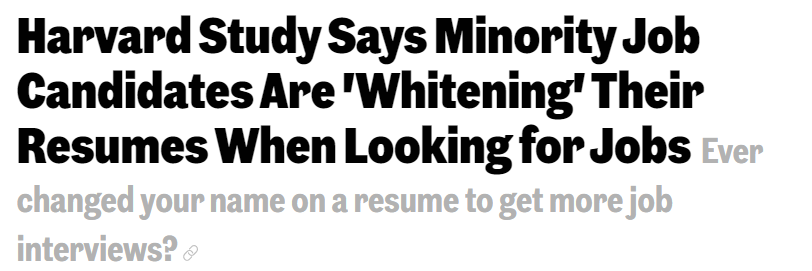 Harvard Study Says Minority Job
Candidates Are 'Whitening' Their
Resumes When Looking for Jobs Ever
changed your name on a resume to get more job
interviews?